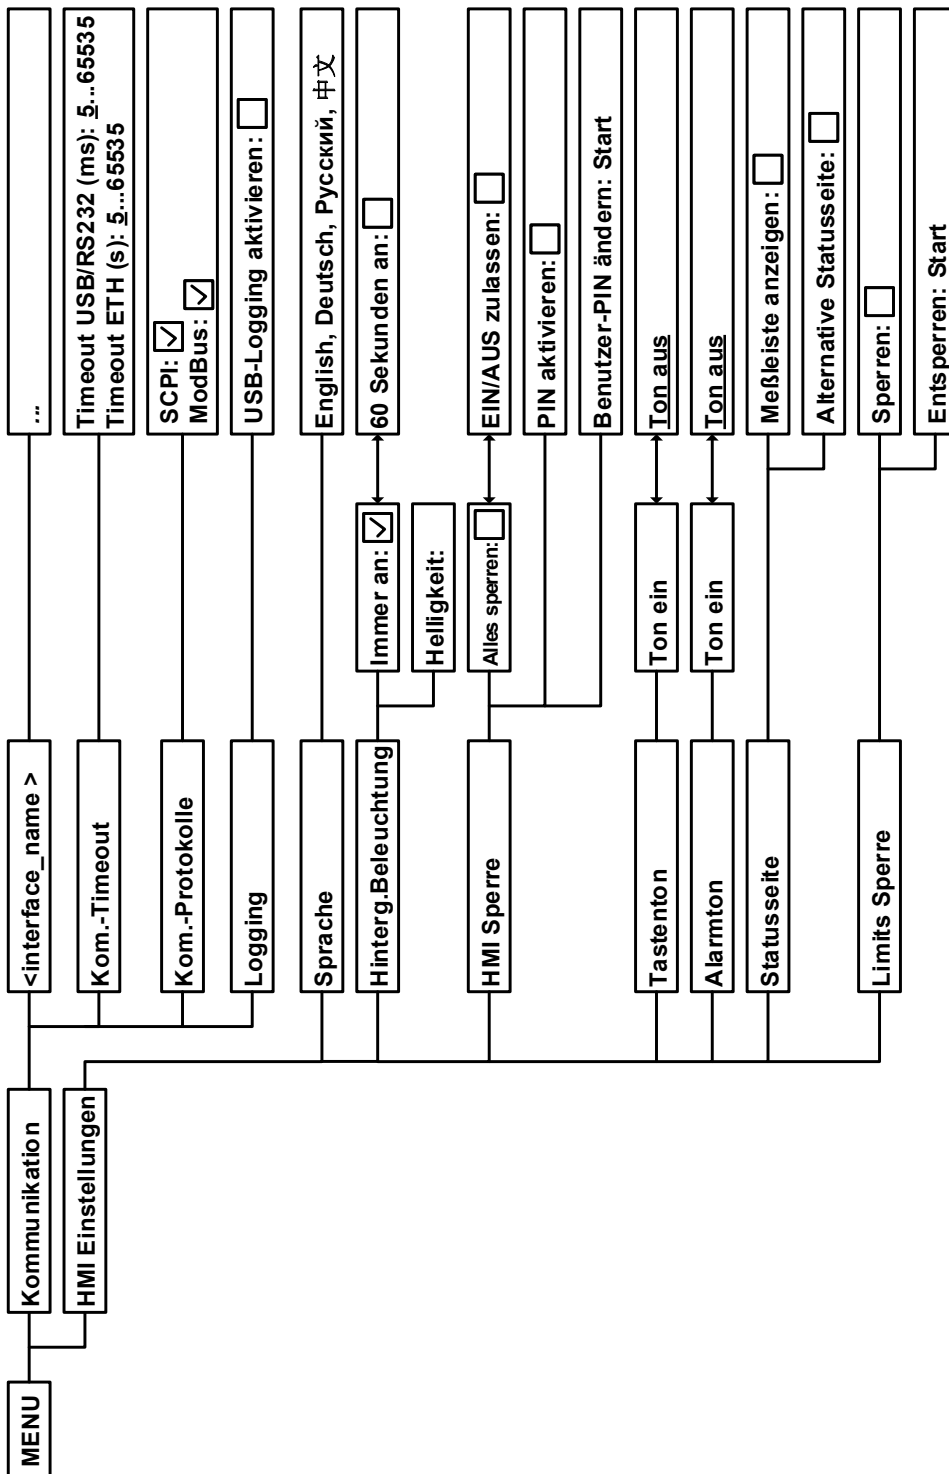 MENU
Kommunikation
<interface_name >
...
Kom.-Timeout
Timeout USB/RS232 (ms): 5...65535
Timeout ETH (s): 5...65535
Kom.-Protokolle
SCPI:
ModBus:
Logging
USB-Logging aktivieren:
HMI Einstellungen
Sprache
English, Deutsch, Русский, 中文
Hinterg.Beleuchtung
Immer an:
60 Sekunden an:
Helligkeit:
HMI Sperre
Alles sperren:
EIN/AUS zulassen:
PIN aktivieren:
Benutzer-PIN ändern: Start
Tastenton
Ton ein
Ton aus
Alarmton
Ton ein
Ton aus
Statusseite
Meßleiste anzeigen:
Alternative Statusseite:
Limits Sperre
Sperren:
Entsperren: Start